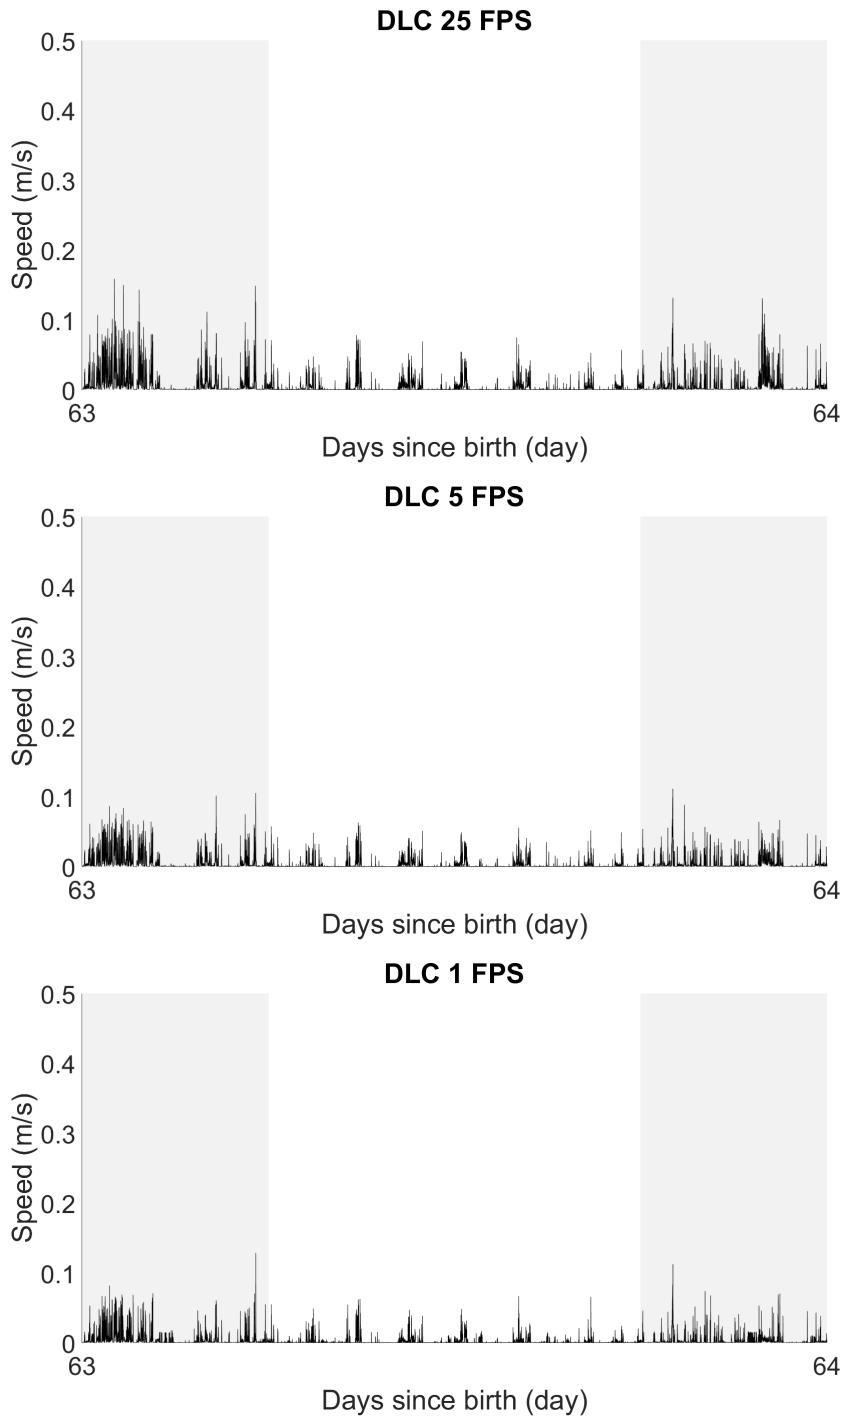 DLC 25 FPS
0.5
0.4
0.3
0.2
0.1
0
Speed (m/s)
63 64
Days since birth (day)
DLC 5 FPS
0.5
0.4
0.3
0.2
0.1
0
Speed (m/s)
63 64
Days since birth (day)
DLC 1 FPS
0.5
0.4
0.3
0.2
0.1
0
Speed (m/s)
63 64
Days since birth (day)